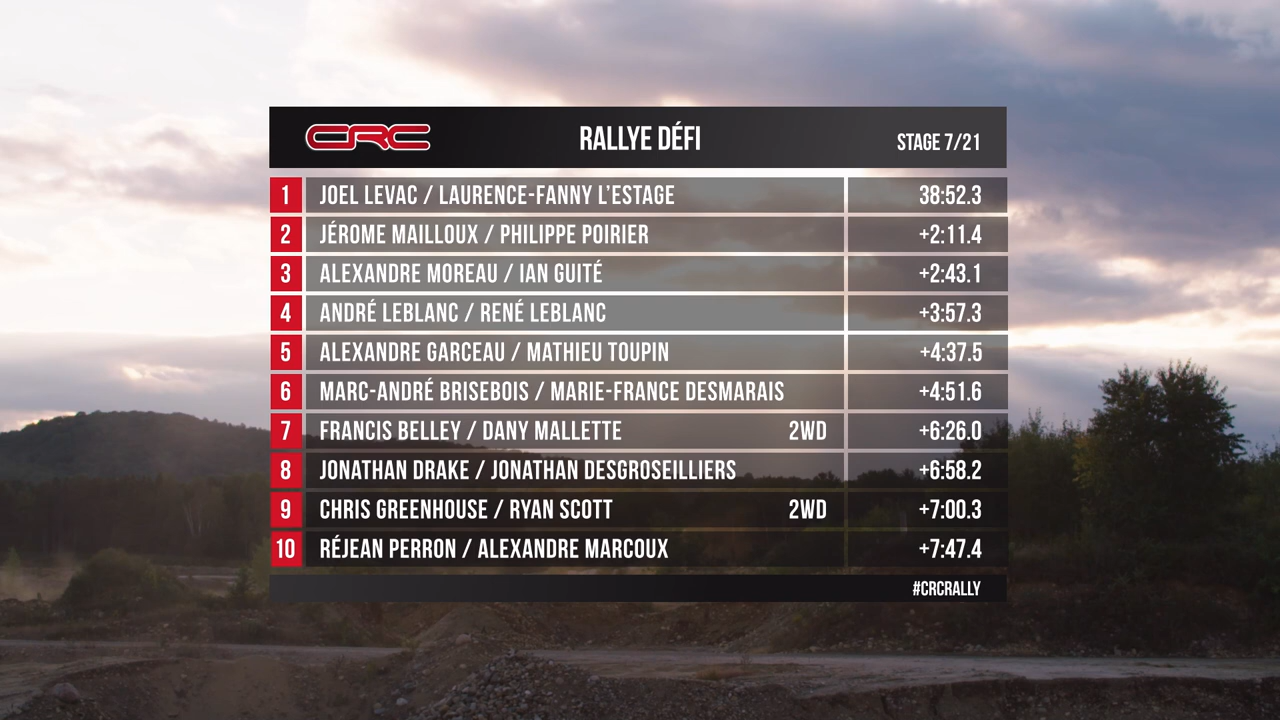 CRC
RALLYE DÉFI
STAGE 7/21
1 JOEL LEVAC / LAURENCE-FANNY L'ESTAGE 38:52.3
2 JÉROME MAILLOUX / PHILIPPE POIRIER +2:11.4
3 ALEXANDRE MOREAU / IAN GUITÉ +2:43.1
4 ANDRÉ LEBLANC / RENÉ LEBLANC +3:57.3
5 ALEXANDRE GARCEAU / MATHIEU TOUPIN +4:37.5
6 MARC-ANDRÉ BRISEBOIS / MARIE-FRANCE DESMARAIS +4:51.6
7 FRANCIS BELLEY / DANY MALLETTE 2WD +6:26.0
8 JONATHAN DRAKE / JONATHAN DESGROSEILLIERS +6:58.2
9 CHRIS GREENHOUSE / RYAN SCOTT 2WD +7:00.3
10 RÉJEAN PERRON / ALEXANDRE MARCOUX +7:47.4
#CRCRALLY